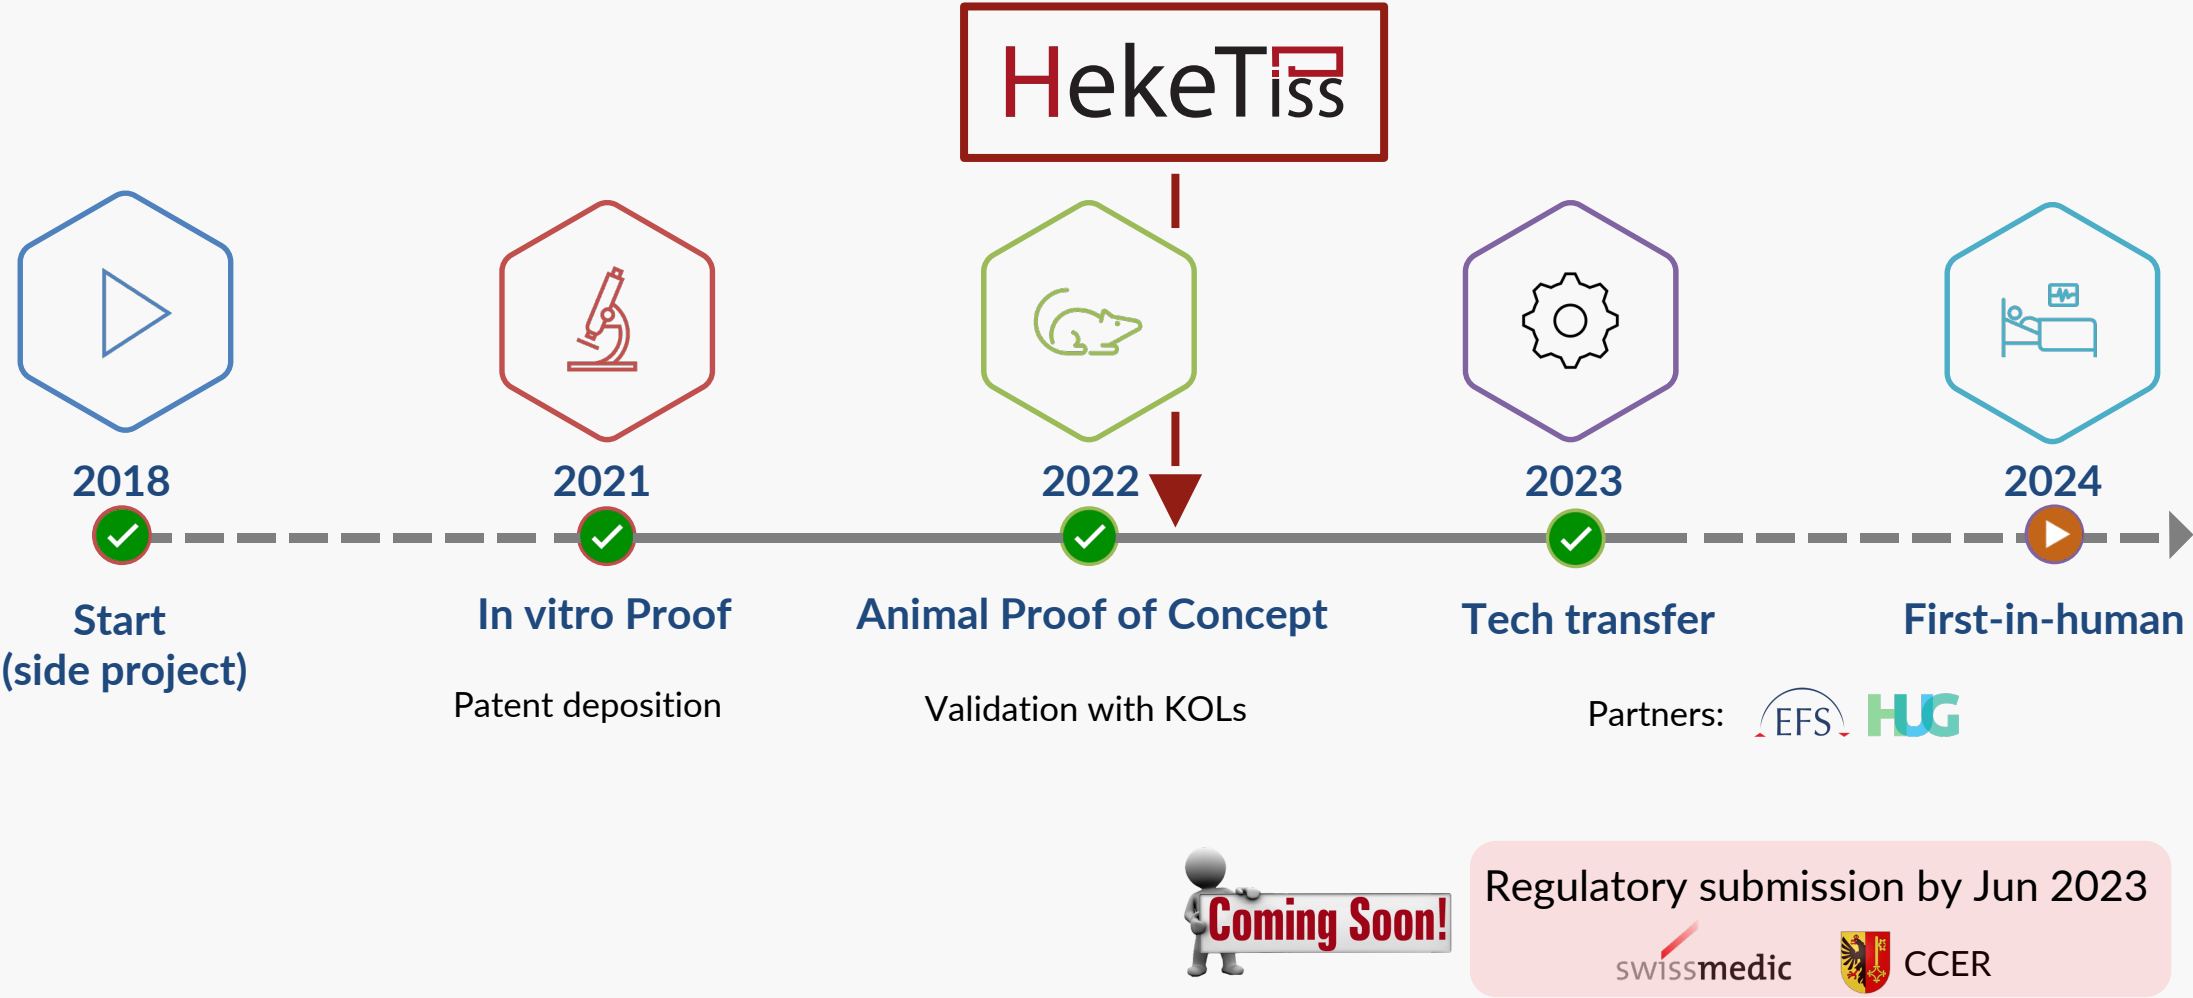 HekeTiss
2018
2021
2022
2023
2024
Start
(side project)
In vitro Proof
Animal Proof of Concept
Tech transfer
First-in-human
Patent deposition
Validation with KOLs
Partners: EFS HUG
Coming Soon!
Regulatory submission by Jun 2023
swissmedic
CCER